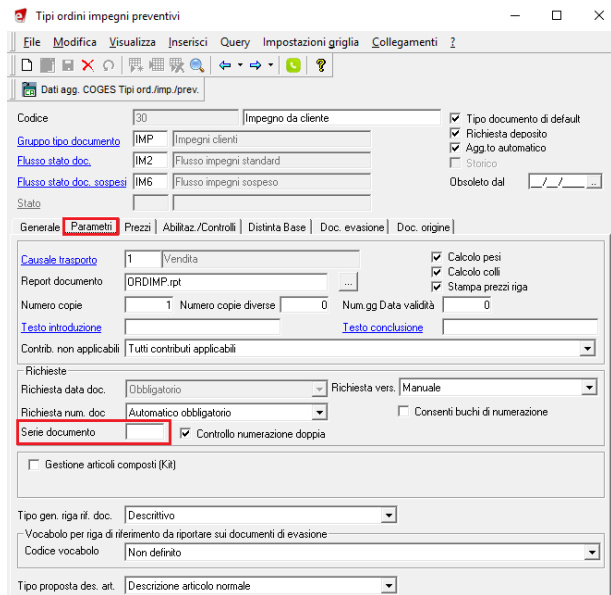 Tipi ordini impegni preventivi
File Modifica Visualizza Inserisci Query Impostazioni griglia Collegamenti ?
Dati agg. COGES Tipi ord./imp./prev.
Codice 30 Impegno da cliente Tipo documento di default
Gruppo tipo documento IMP Impegni clienti Richiesta deposito
Agg.to automatico
Flusso stato doc. IM2 Flusso impegni standard Storico
Flusso stato doc. sospesi IM6 Flusso impegni sospeso Obsoleto dal _/_/__ ...
Stato
Generale Parametri Prezzi Abilitaz./Controlli Distinta Base Doc. evasione Doc. origine
Causale trasporto 1 Vendita Calcolo pesi
Calcolo colli
Report documento ORDIMP.rpt ... Stampa prezzi riga
Numero copie 1 Numero copie diverse 0 Num.gg Data validità 0
Testo introduzione Testo conclusione
Contrib. non applicabili Tutti contributi applicabili
Richieste
Richiesta data doc. Obbligatorio Richiesta vers. Manuale
Richiesta num. doc Automatico obbligatorio Consenti buchi di numerazione
Serie documento Controllo numerazione doppia
Gestione articoli composti (Kit)
Tipo gen. riga rif. doc. Descrittivo
Vocabolo per riga di riferimento da riportare sui documenti di evasione
Codice vocabolo Non definito
Tipo proposta des. art. Descrizione articolo normale